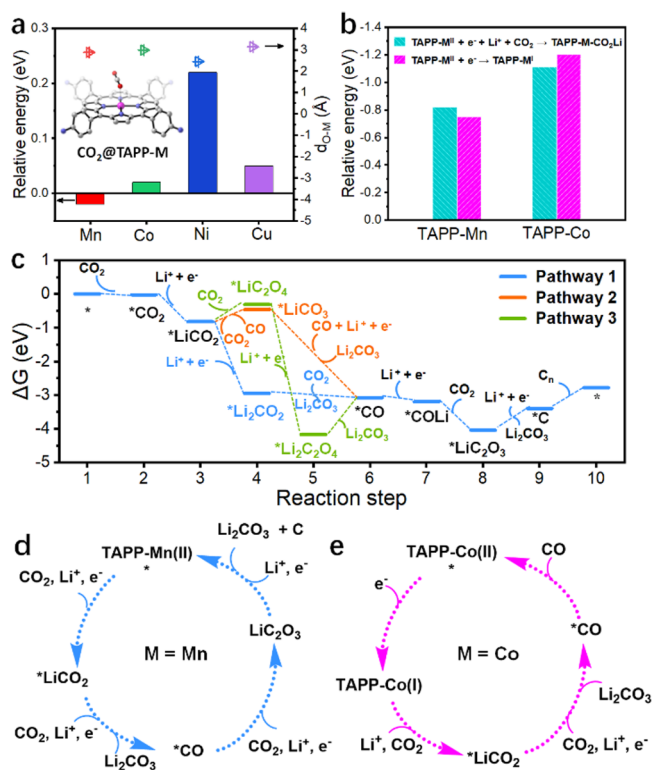 a
Relative energy (eV)
0.3
0.2
0.1
0.0
CO₂@TAPP-M
Mn
Co
Ni
Cu
4
3
2
1
0
-1
-2
-3
-4
-5
d_O-M (Å)
b
Relative energy (eV)
-1.4
-1.2
-1.0
-0.8
-0.6
-0.4
-0.2
0.0
TAPP-Mᴵᴵ + e⁻ + Li⁺ + CO₂ → TAPP-M-CO₂Li
TAPP-Mᴵᴵ + e⁻ → TAPP-Mᴵ
TAPP-Mn
TAPP-Co
c
ΔG (eV)
1
0
-1
-2
-3
-4
-5
Pathway 1
Pathway 2
Pathway 3
CO₂
*
*CO₂
Li⁺ + e⁻
*LiCO₂
CO₂
*LiC₂O₄
*LiCO₃
CO
CO₂
Li⁺ + e⁻
Li⁺ + e⁻
CO + Li⁺ + e⁻
Li₂CO₃
*Li₂CO₂
CO₂
Li₂CO₃
*Li₂C₂O₄
Li₂CO₃
*CO
Li⁺ + e⁻
*COLi
CO₂
*LiC₂O₃
Li⁺ + e⁻
Li₂CO₃
*C
Cₙ
*
1
2
3
4
5
6
7
8
9
10
Reaction step
d
Li₂CO₃ + C
TAPP-Mn(II)
*
Li⁺, e⁻
CO₂, Li⁺, e⁻
LiC₂O₃
M = Mn
*LiCO₂
CO₂, Li⁺, e⁻
Li₂CO₃
*CO
CO₂, Li⁺, e⁻
e
TAPP-Co(II)
*
CO
e⁻
*CO
M = Co
TAPP-Co(I)
Li₂CO₃
Li⁺, CO₂
*LiCO₂
CO₂, Li⁺, e⁻